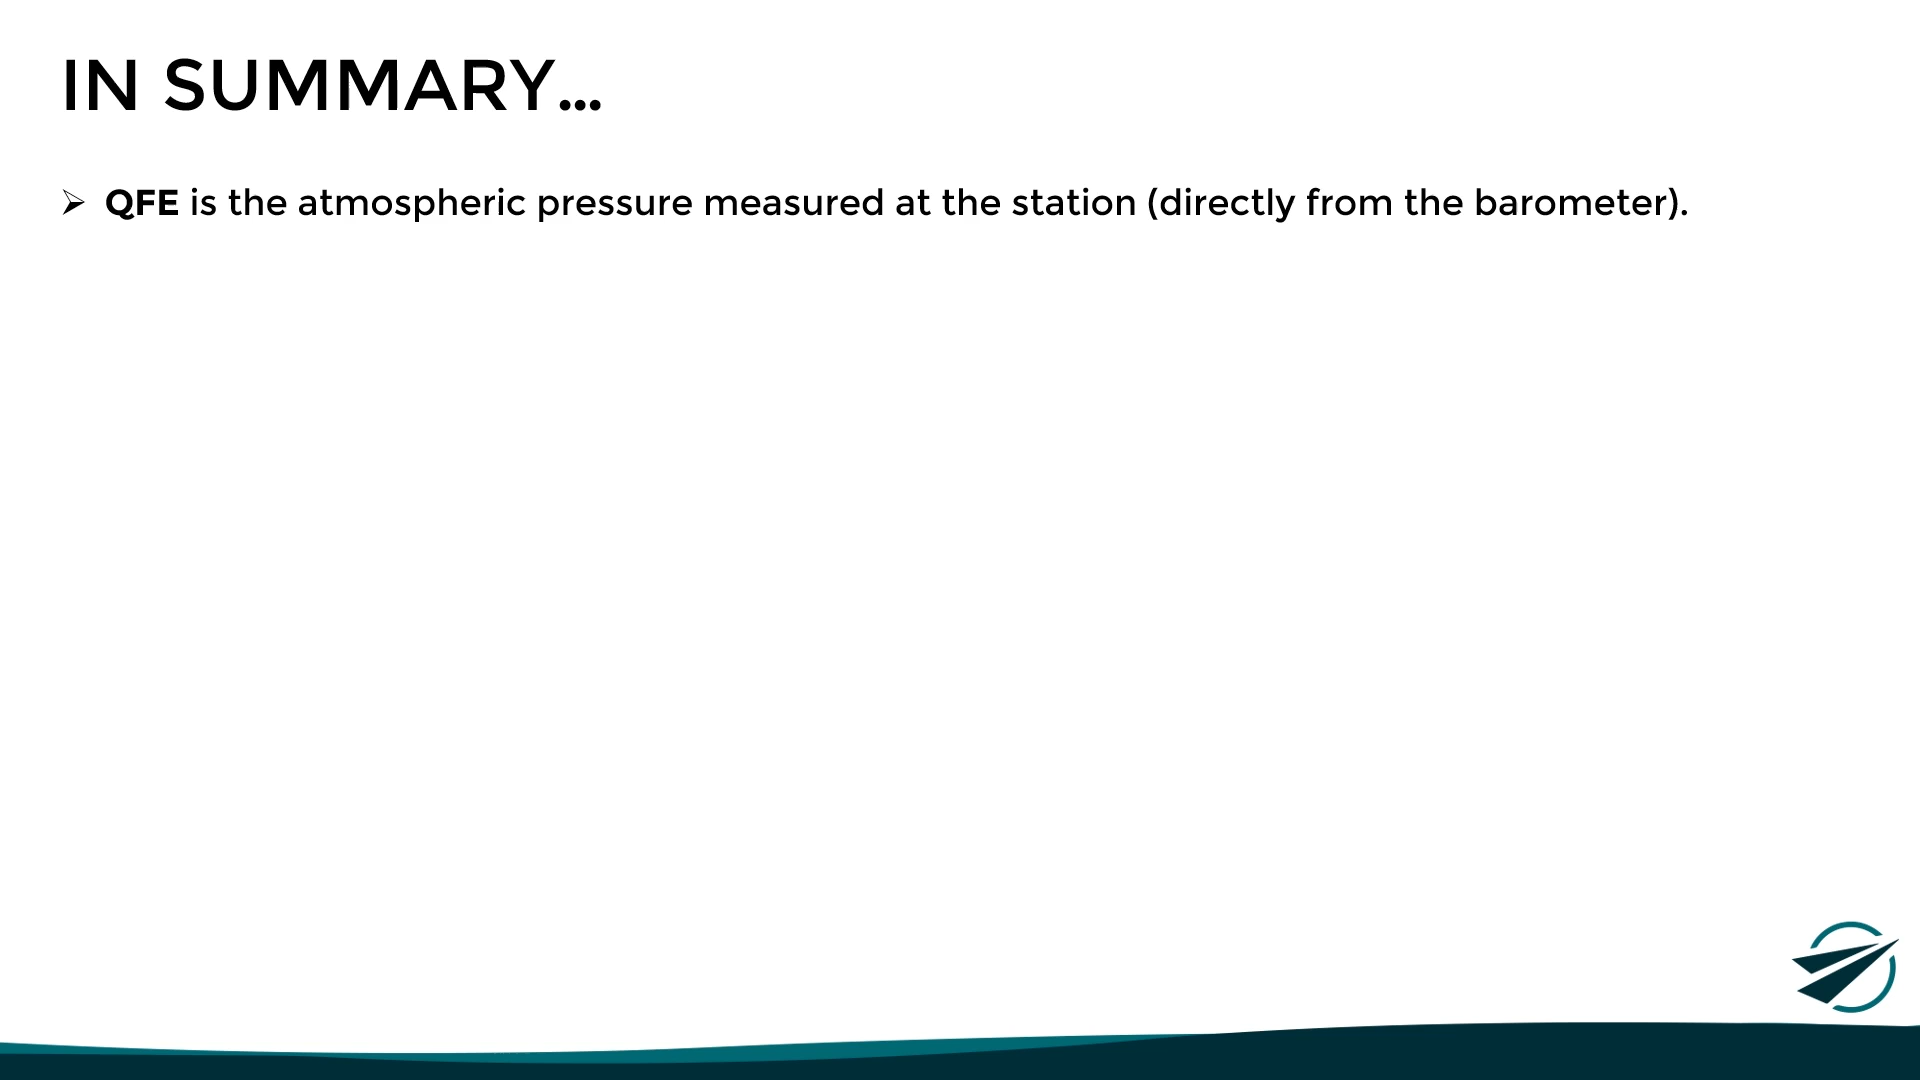 IN SUMMARY…
➢ QFE is the atmospheric pressure measured at the station (directly from the barometer).